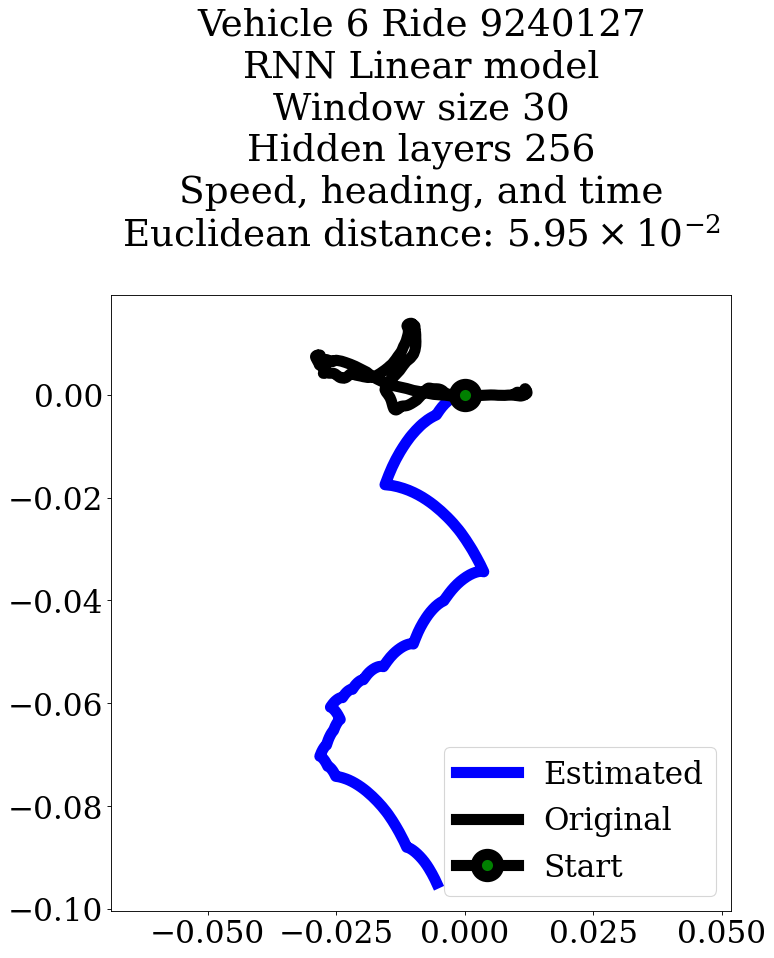 Vehicle 6 Ride 9240127
RNN Linear model
Window size 30
Hidden layers 256
Speed, heading, and time
Euclidean distance: 5.95 × 10⁻²
0.00
−0.02
−0.04
−0.06
−0.08
−0.10
Estimated
Original
Start
−0.050 −0.025 0.000 0.025 0.050